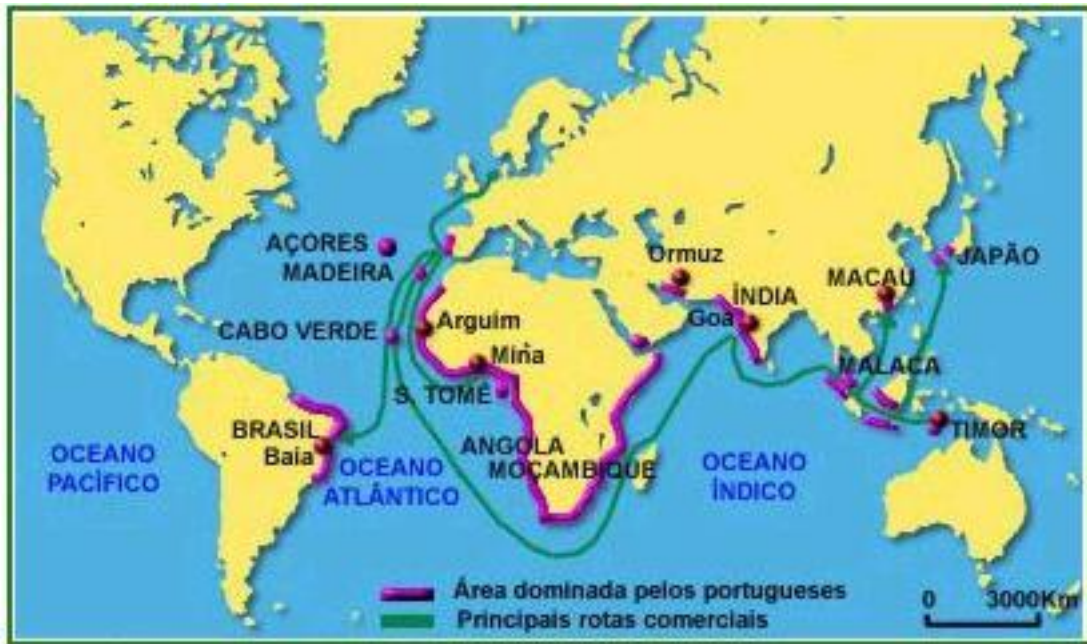 AÇORES
MADEIRA
CABO VERDE
Arguim
Mina
S. TOMÉ
BRASIL
Baía
ANGOLA
MOÇAMBIQUE
Ormuz
ÍNDIA
Goa
MACAU
JAPÃO
MALACA
TIMOR
OCEANO
PACÍFICO
OCEANO
ATLÂNTICO
OCEANO
ÍNDICO
Área dominada pelos portugueses
Principais rotas comerciais
0 3000Km